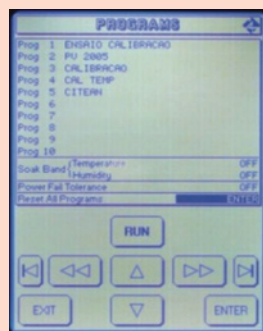 PROGRAMS
Prog 1 ENSAIO CALIBRACAO
Prog 2 PV 2005
Prog 3 CALIBRACAO
Prog 4 CAL TEMP
Prog 5 CITEAN
Prog 6
Prog 7
Prog 8
Prog 9
Prog 10
Soak Band Temperature OFF
Humidity OFF
Power Fail Tolerance OFF
Reset All Programs ENTER
RUN
EXIT
ENTER